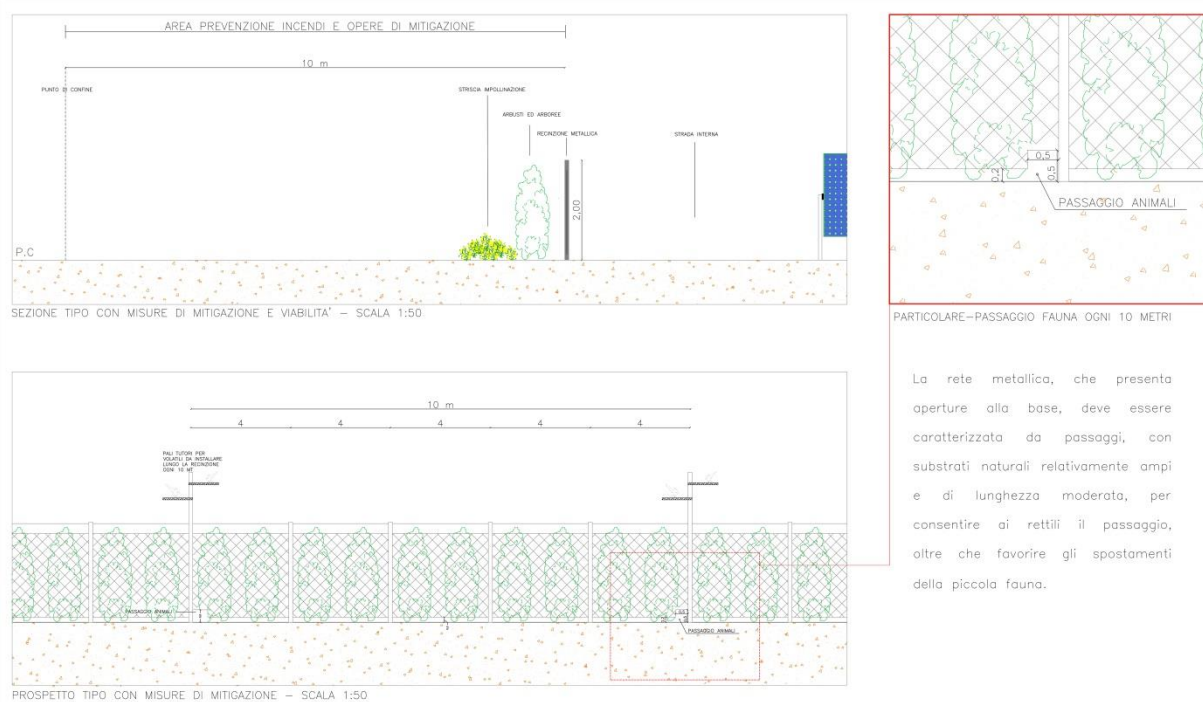 AREA PREVENZIONE INCENDI E OPERE DI MITIGAZIONE
10 m
PUNTO DI CONFINE
STRISCIA IMPOLLINAZIONE
ARBUSTI ED ARBOREE
RECINZIONE METALLICA
STRADA INTERNA
2,00
P.C
SEZIONE TIPO CON MISURE DI MITIGAZIONE E VIABILITA' – SCALA 1:50
0,5
0,2
0,5
PASSAGGIO ANIMALI
PARTICOLARE–PASSAGGIO FAUNA OGNI 10 METRI
La rete metallica, che presenta
aperture alla base, deve essere
caratterizzata da passaggi, con
substrati naturali relativamente ampi
e di lunghezza moderata, per
consentire ai rettili il passaggio,
oltre che favorire gli spostamenti
della piccola fauna.
10 m
4 4 4 4 4
PALI TUTORI PER
VOLATILI DA INSTALLARE
LUNGO LA RECINZIONE
OGNI 10 MT
PASSAGGIO ANIMALI
PASSAGGIO ANIMALI
PROSPETTO TIPO CON MISURE DI MITIGAZIONE – SCALA 1:50